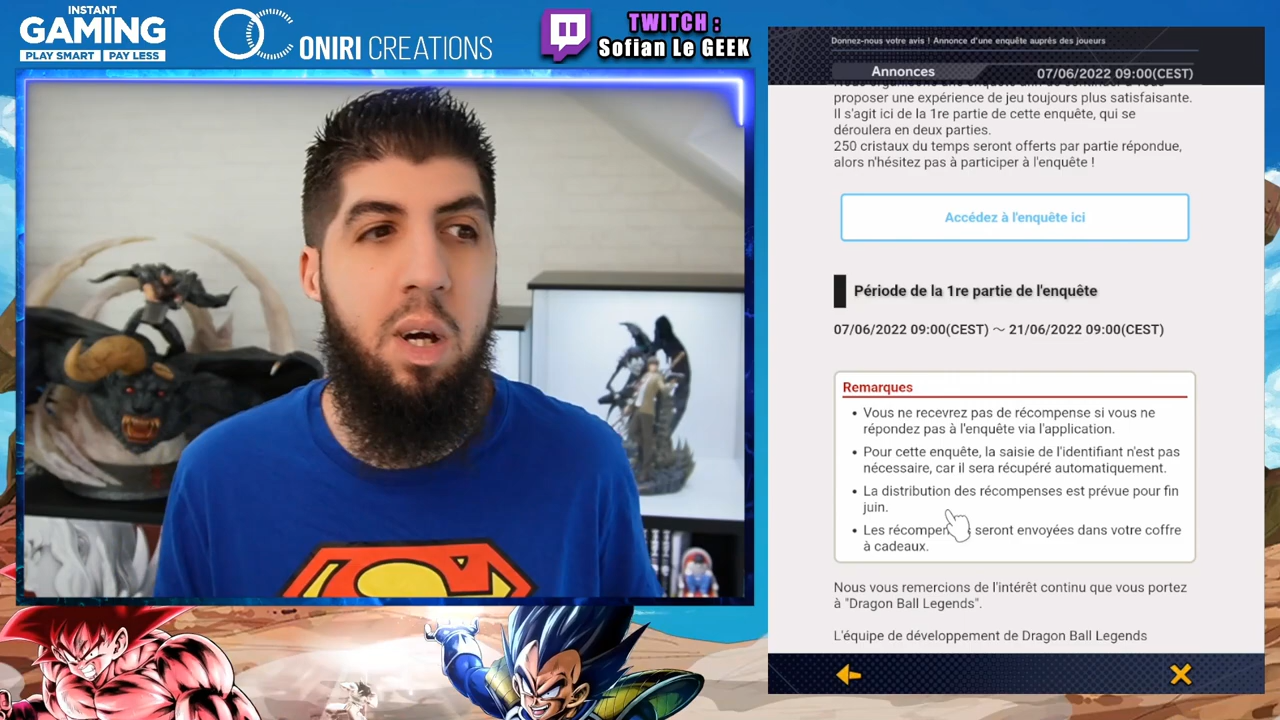 INSTANT
GAMING
PLAY SMART | PAY LESS
OC ONIRI CREATIONS
TWITCH :
Sofian Le GEEK
Donnez-nous votre avis ! Annonce d'une enquête auprés des joueurs
Annonces
07/06/2022 09:00(CEST)
proposer une expérience de jeu toujours plus satisfaisante.
Il s'agit ici de la 1re partie de cette enquête, qui se
déroulera en deux parties.
250 cristaux du temps seront offerts par partie répondue,
alors n'hésitez pas à participer à l'enquête !
Accédez à l'enquête ici
Période de la 1re partie de l'enquête
07/06/2022 09:00(CEST) ～ 21/06/2022 09:00(CEST)
Remarques
• Vous ne recevrez pas de récompense si vous ne
répondez pas à l'enquête via l'application.
• Pour cette enquête, la saisie de l'identifiant n'est pas
nécessaire, car il sera récupéré automatiquement.
• La distribution des récompenses est prévue pour fin
juin.
• Les seront envoyées dans votre coffre
à cadeaux.
Nous vous remercions de l'intérêt continu que vous portez
à "Dragon Ball Legends".
L'équipe de développement de Dragon Ball Legends